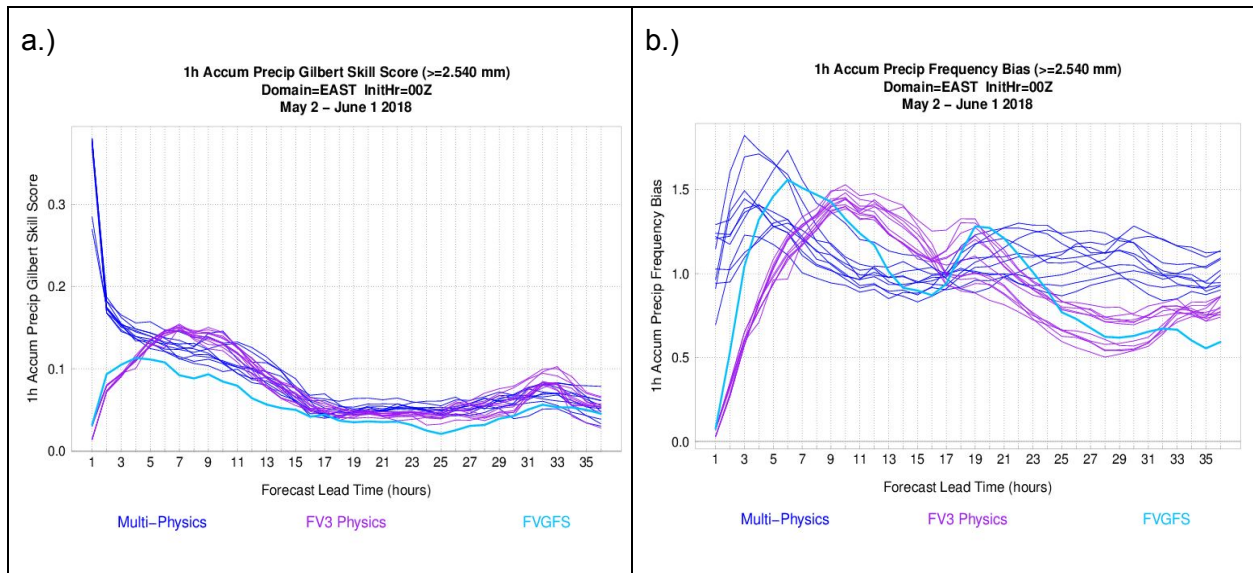 a.)
1h Accum Precip Gilbert Skill Score (>=2.540 mm)
Domain=EAST InitHr=00Z
May 2 − June 1 2018
1h Accum Precip Gilbert Skill Score
0.3
0.2
0.1
0.0
1 3 5 7 9 11 13 15 17 19 21 23 25 27 29 31 33 35
Forecast Lead Time (hours)
Multi−Physics FV3 Physics FVGFS
b.)
1h Accum Precip Frequency Bias (>=2.540 mm)
Domain=EAST InitHr=00Z
May 2 − June 1 2018
1h Accum Precip Frequency Bias
1.5
1.0
0.5
0.0
1 3 5 7 9 11 13 15 17 19 21 23 25 27 29 31 33 35
Forecast Lead Time (hours)
Multi−Physics FV3 Physics FVGFS